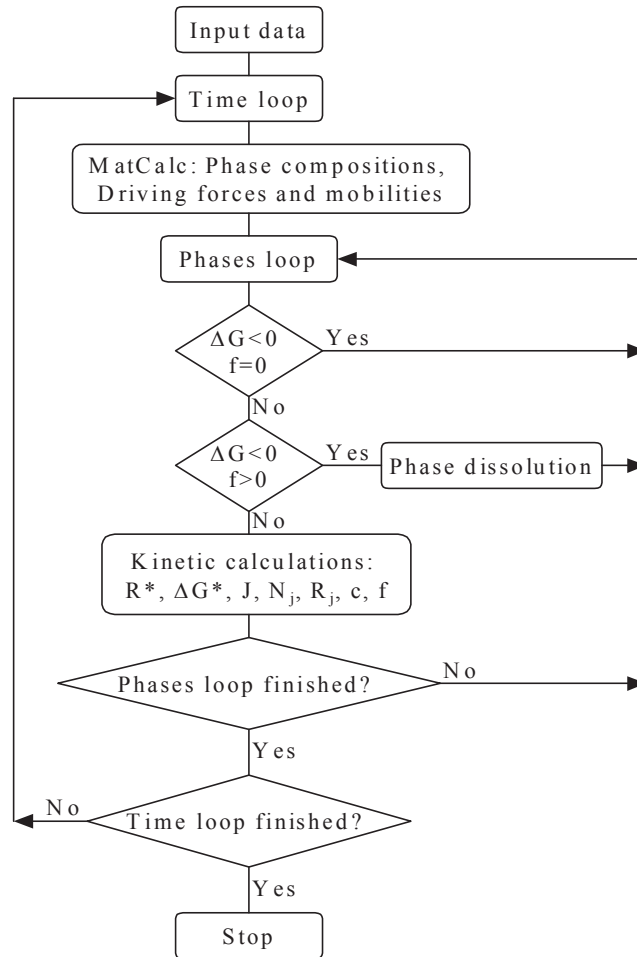 Input data
Time loop
MatCalc: Phase compositions,
Driving forces and mobilities
Phases loop
ΔG<0
f=0
Yes
No
ΔG<0
f>0
Yes
Phase dissolution
No
Kinetic calculations:
R*, ΔG*, J, Nj, Rj, c, f
Phases loop finished?
No
Yes
No
Time loop finished?
Yes
Stop